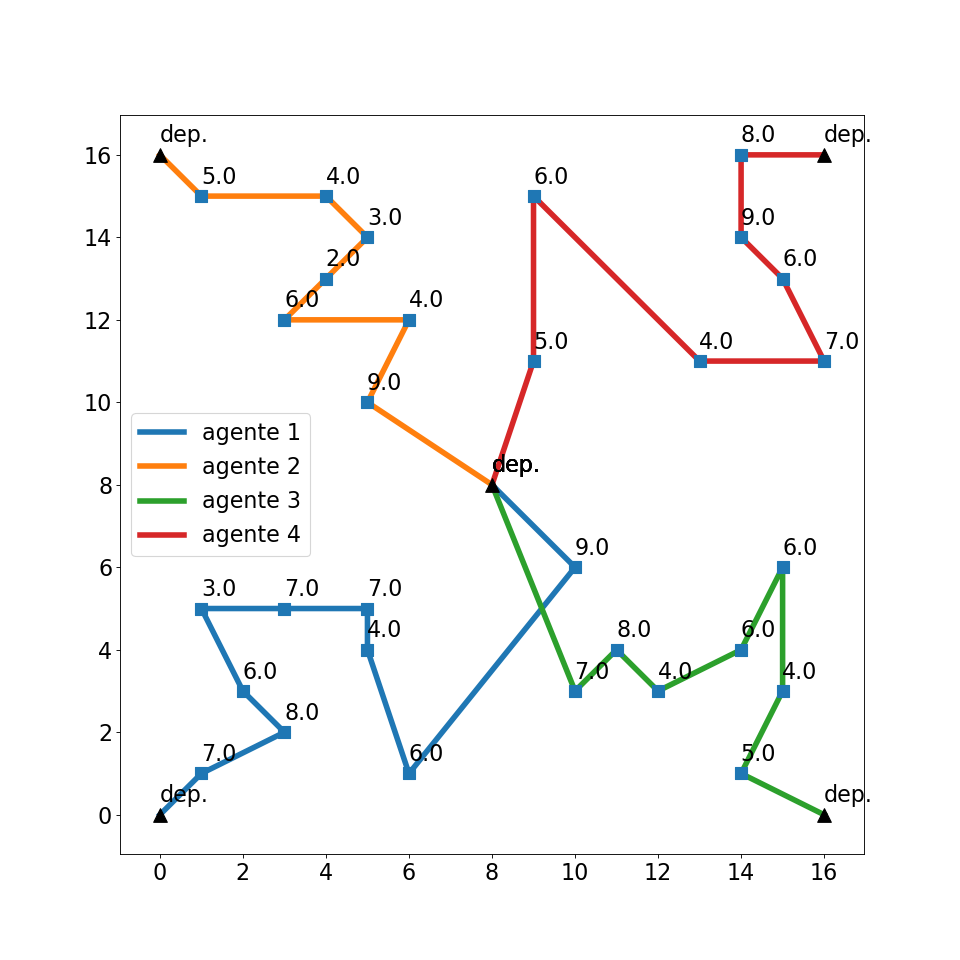 8.0 dep.
dep.
16
5.0 4.0 6.0
3.0 9.0
14
2.0 6.0
6.0 4.0
12
5.0 4.0 7.0
9.0
10
agente 1
agente 2
dep.
8
agente 3
agente 4
9.0 6.0
6
3.0 7.0 7.0
4.0 8.0 6.0
4
6.0 7.0 4.0 4.0
8.0
2
7.0 6.0 5.0
dep. dep.
0
0 2 4 6 8 10 12 14 16